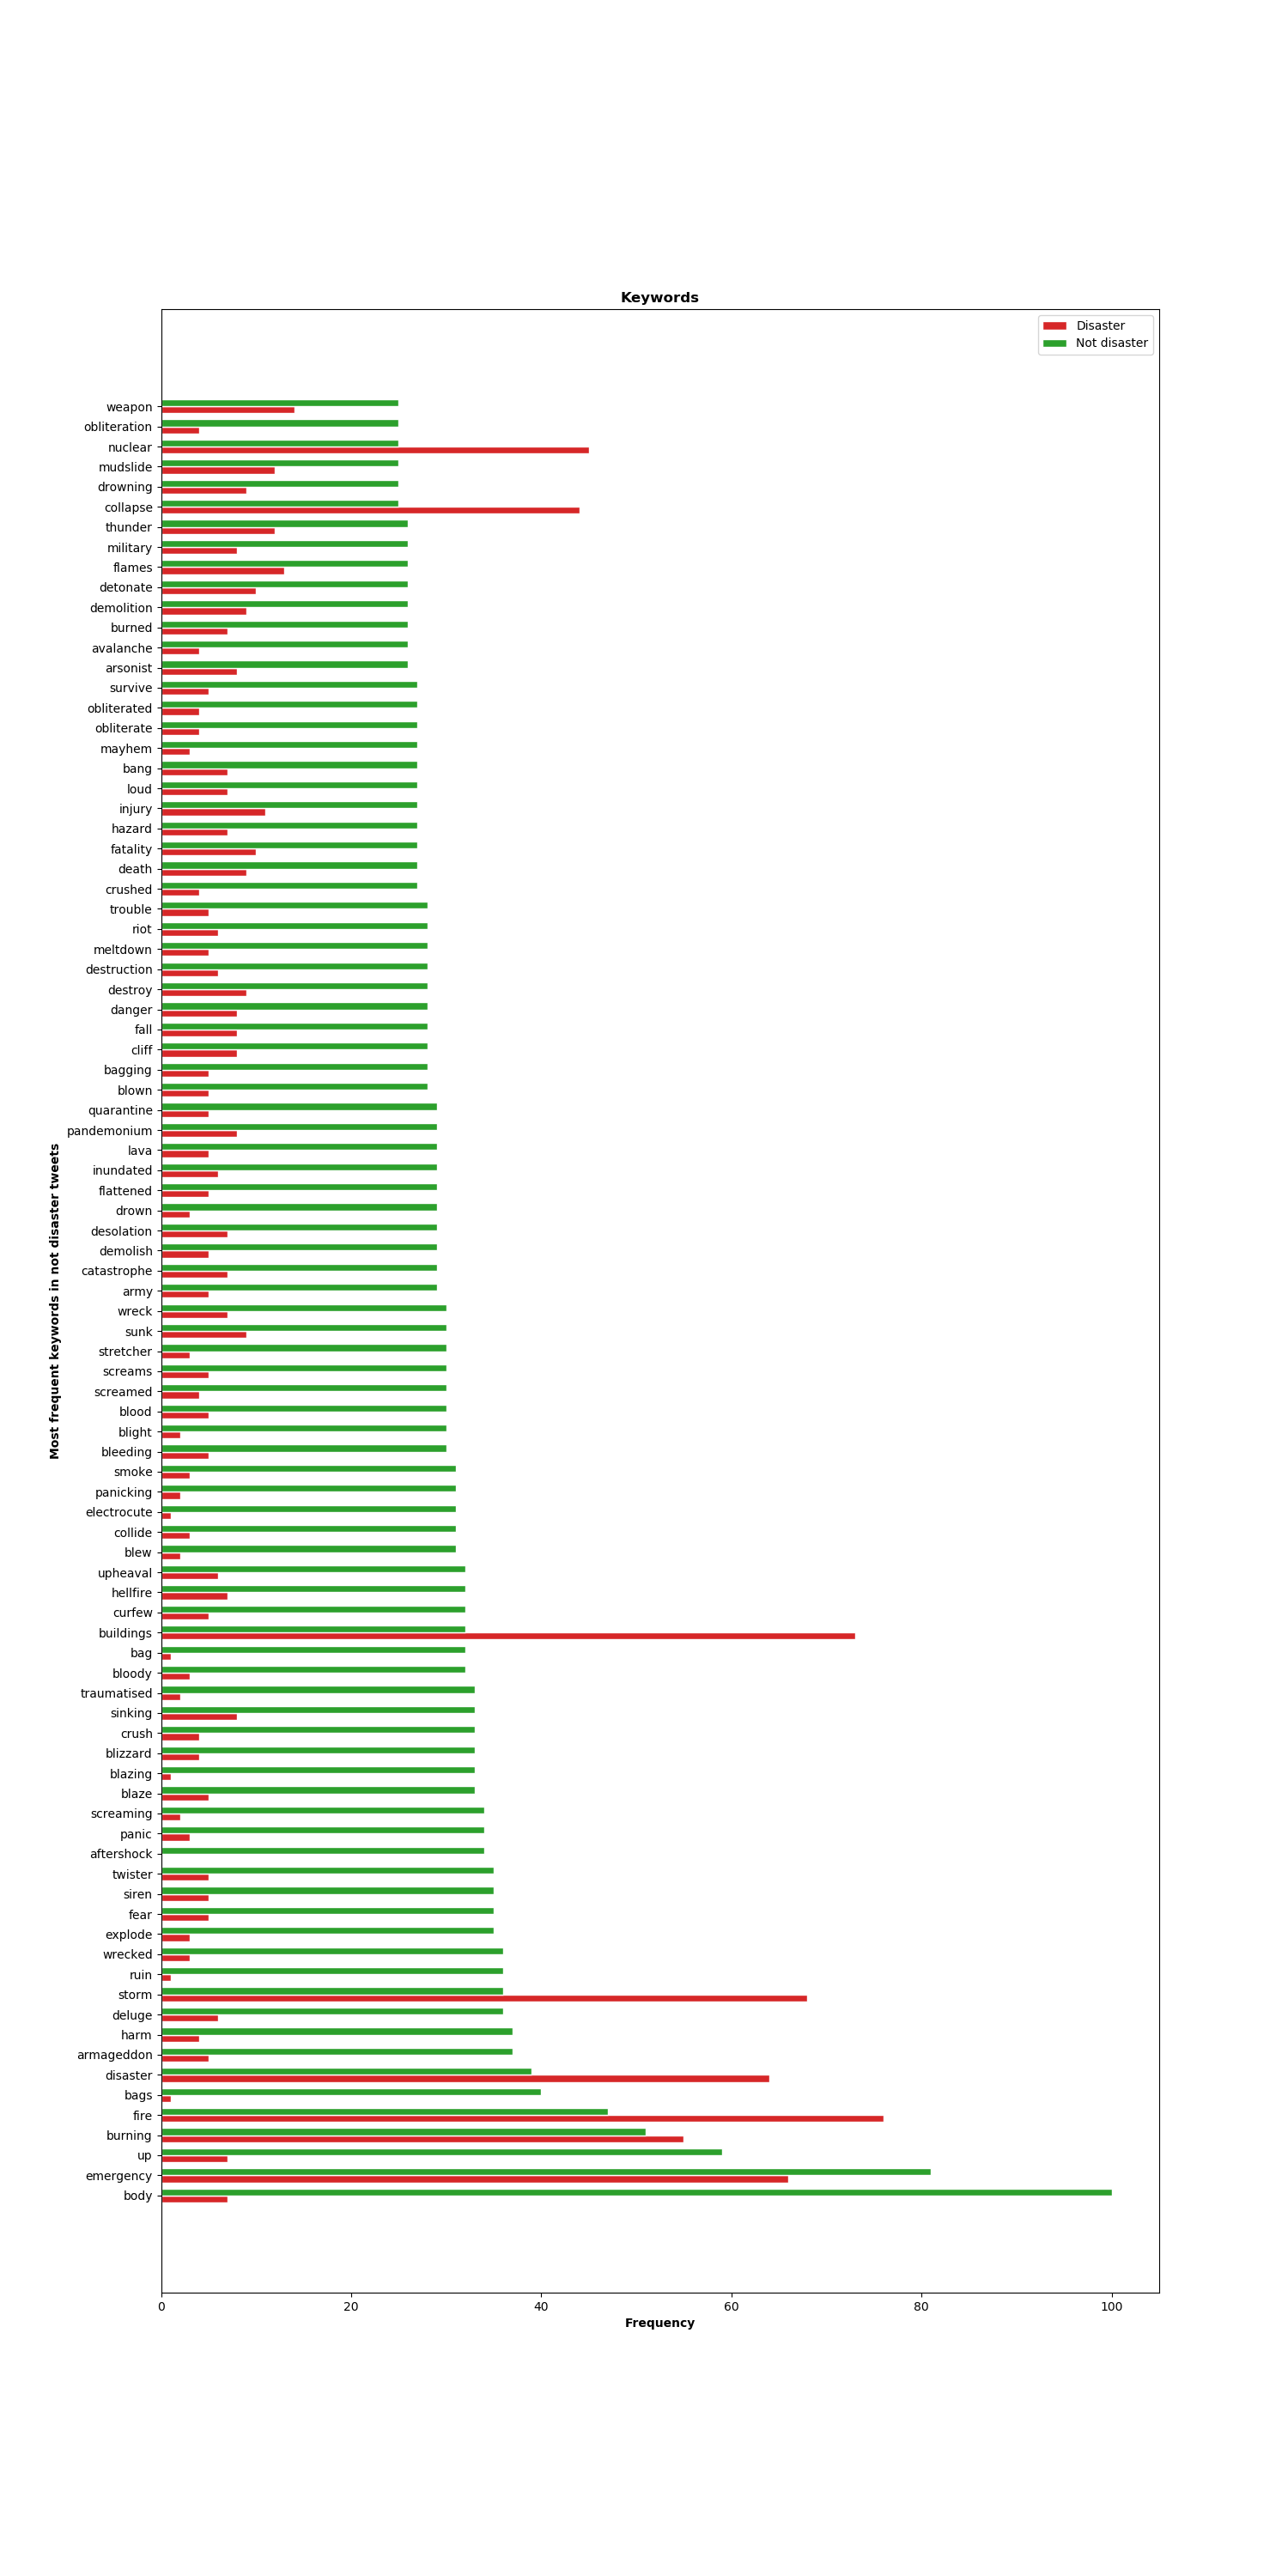 Keywords
Disaster
Not disaster
weapon
obliteration
nuclear
mudslide
drowning
collapse
thunder
military
flames
detonate
demolition
burned
avalanche
arsonist
survive
obliterated
obliterate
mayhem
bang
loud
injury
hazard
fatality
death
crushed
trouble
riot
meltdown
destruction
destroy
danger
fall
cliff
bagging
blown
quarantine
pandemonium
lava
inundated
flattened
drown
desolation
demolish
catastrophe
army
wreck
sunk
stretcher
screams
screamed
blood
blight
bleeding
smoke
panicking
electrocute
collide
blew
upheaval
hellfire
curfew
buildings
bag
bloody
traumatised
sinking
crush
blizzard
blazing
blaze
screaming
panic
aftershock
twister
siren
fear
explode
wrecked
ruin
storm
deluge
harm
armageddon
disaster
bags
fire
burning
up
emergency
body
Most frequent keywords in not disaster tweets
0 20 40 60 80 100
Frequency